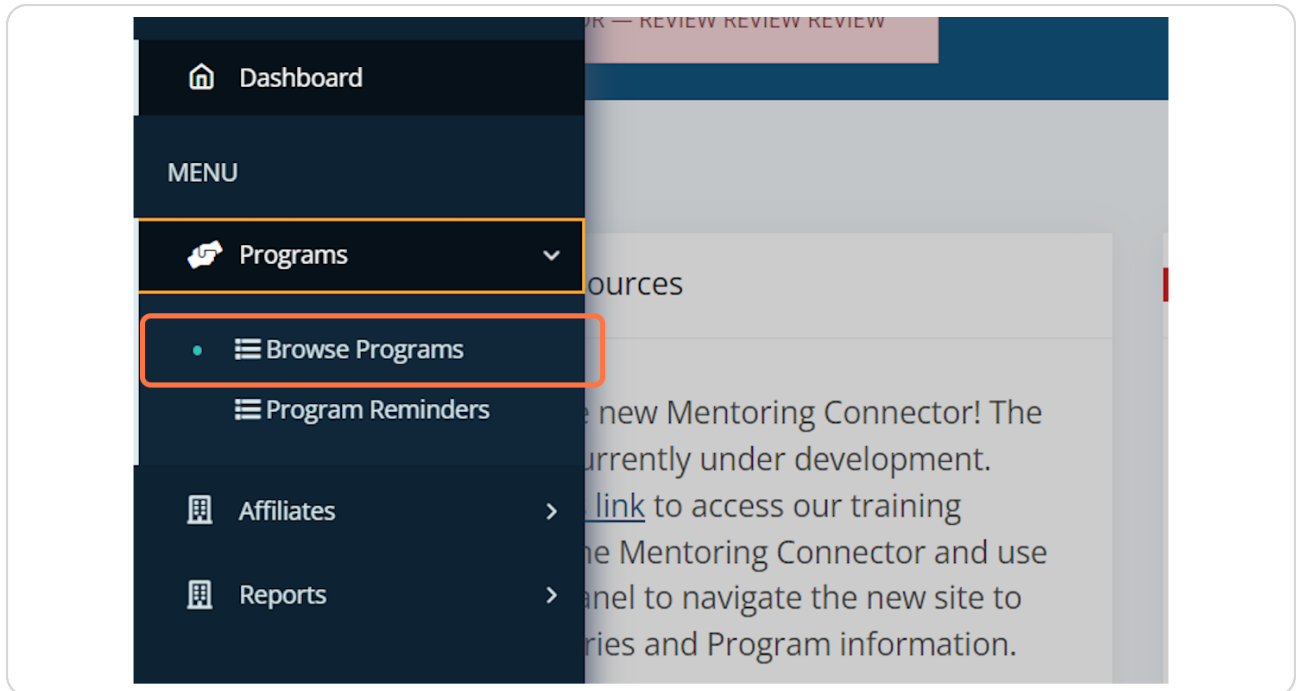 — REVIEW REVIEW REVIEW
Dashboard
MENU
Programs
Browse Programs
Program Reminders
Affiliates
Reports
ources
new Mentoring Connector! The
urrently under development.
link to access our training
he Mentoring Connector and use
anel to navigate the new site to
ries and Program information.